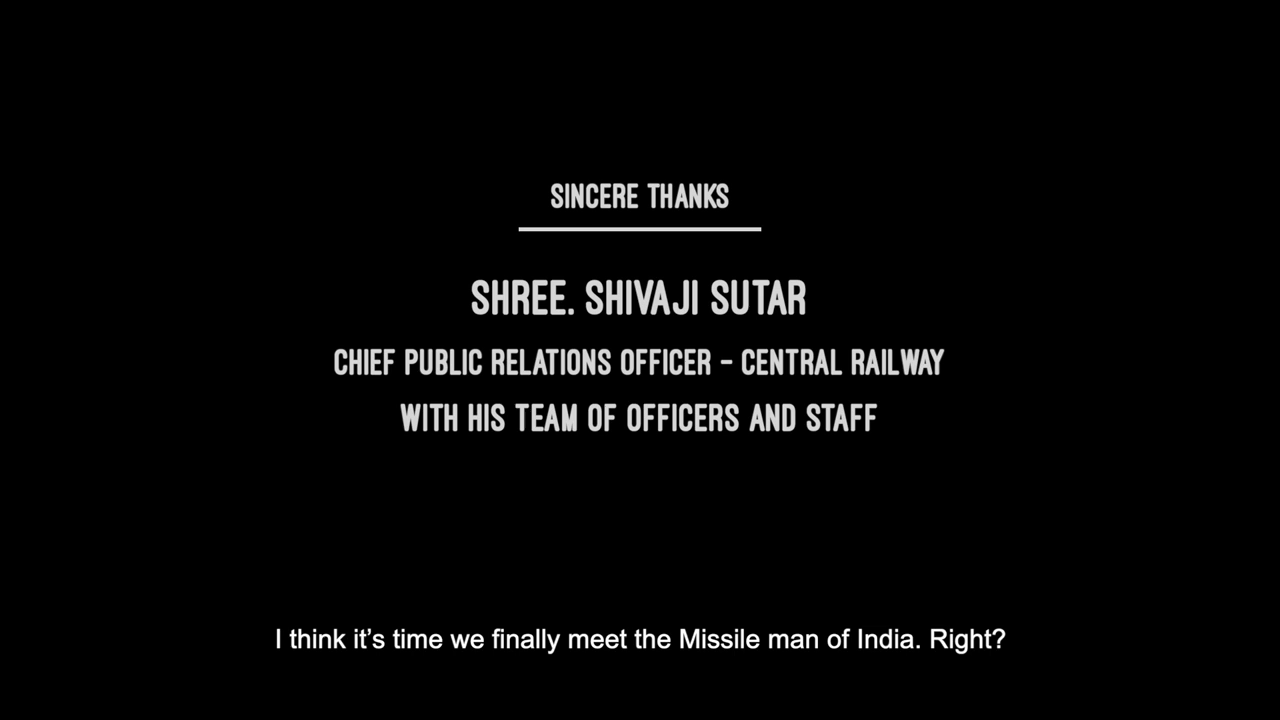 SINCERE THANKS
SHREE. SHIVAJI SUTAR
CHIEF PUBLIC RELATIONS OFFICER - CENTRAL RAILWAY
WITH HIS TEAM OF OFFICERS AND STAFF
I think it’s time we finally meet the Missile man of India. Right?